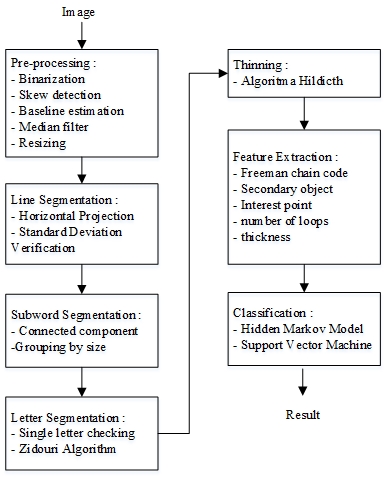 Image
Pre-processing :
- Binarization
- Skew detection
- Baseline estimation
- Median filter
- Resizing
Line Segmentation :
- Horizontal Projection
- Standard Deviation
Verification
Subword Segmentation :
- Connected component
-Grouping by size
Letter Segmentation :
- Single letter checking
- Zidouri Algorithm
Thinning :
- Algoritma Hildicth
Feature Extraction :
- Freeman chain code
- Secondary object
- Interest point
- number of loops
- thickness
Classification :
- Hidden Markov Model
- Support Vector Machine
Result